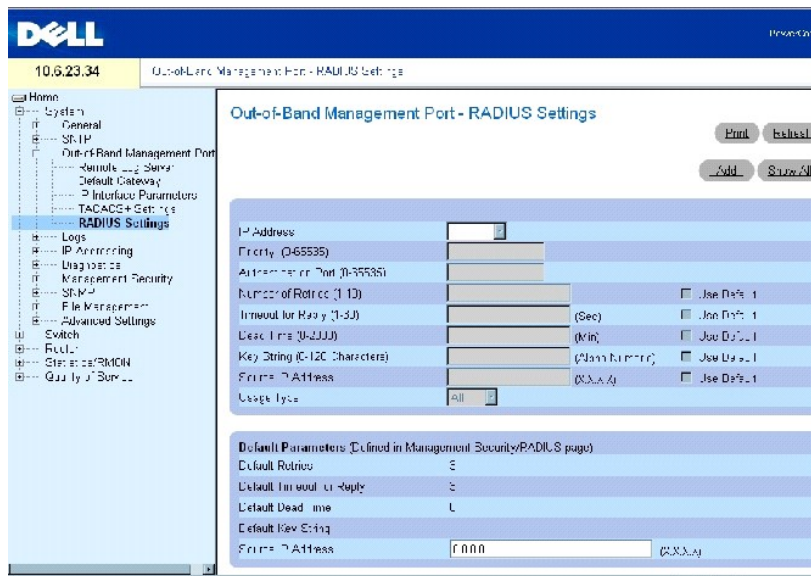 DELL
PowerCo
10.6.23.34
Out-of-Band Management Port - RADIUS Settings
Home
System
General
SNTP
Out-of-Band Management Port
Remote Log Server
Default Gateway
IP Interface Parameters
TACACS+ Settings
RADIUS Settings
Logs
IP Addressing
Diagnostics
Management Security
SNMP
File Management
Advanced Settings
Switch
Router
Statistics/RMON
Quality of Service
Out-of-Band Management Port - RADIUS Settings
Print Refresh
Add Show All
IP Address
Priority (0-65535)
Authentication Port (0-65535)
Number of Retries (1-10) Use Default
Timeout for Reply (1-30) (Sec) Use Default
Dead Time (0-2000) (Min) Use Default
Key String (0-128 Characters) (Alpha Numeric) Use Default
Source IP Address (X.X.X.X) Use Default
Usage Type All
Default Parameters (Defined in Management Security/RADIUS page)
Default Retries 3
Default Timeout for Reply 3
Default Dead Time 0
Default Key String
Source IP Address 0.0.0.0 (X.X.X.X)